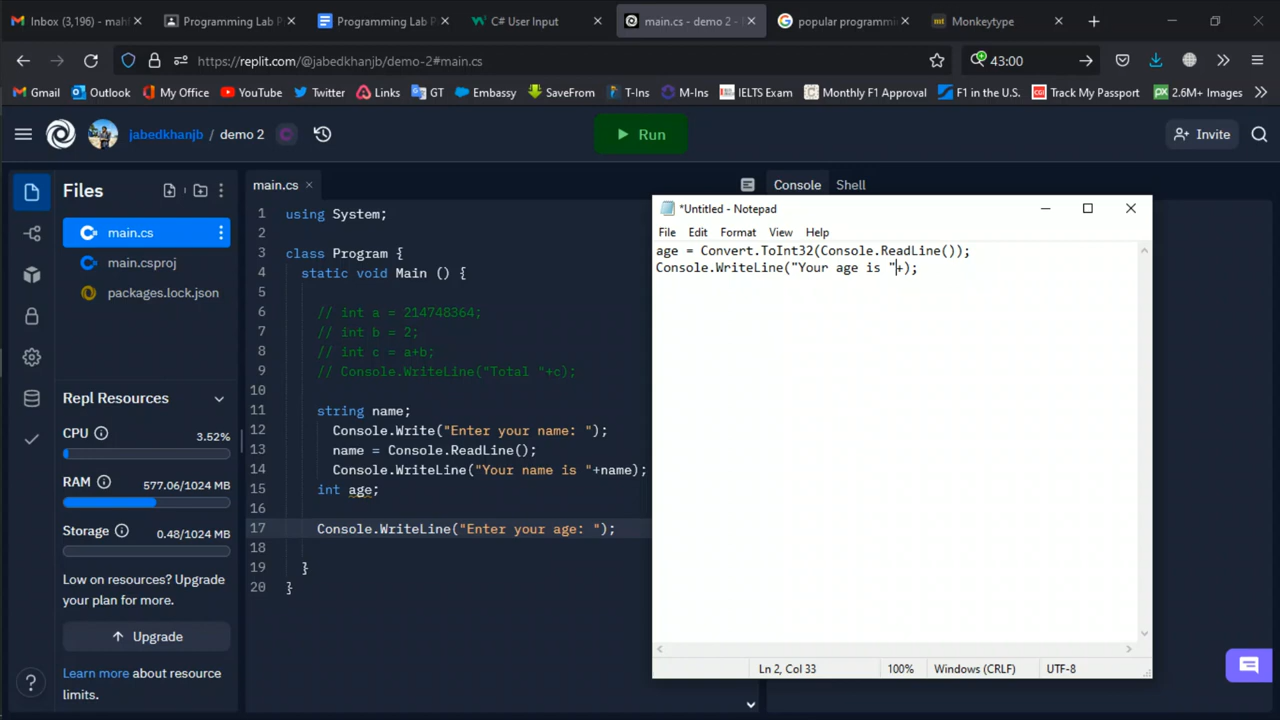 Inbox (3,196) - mahf
Programming Lab P
Programming Lab P
C# User Input
main.cs - demo 2 -
popular programmi
Monkeytype
https://replit.com/@jabedkhanjb/demo-2#main.cs
43:00
Gmail
Outlook
My Office
YouTube
Twitter
Links
GT
Embassy
SaveFrom
T-Ins
M-Ins
IELTS Exam
Monthly F1 Approval
F1 in the U.S.
Track My Passport
2.6M+ Images
jabedkhanjb / demo 2
Run
Invite
Files
main.cs
main.csproj
packages.lock.json
Repl Resources
CPU
3.52%
RAM
577.06/1024 MB
Storage
0.48/1024 MB
Low on resources? Upgrade
your plan for more.
Upgrade
Learn more about resource
limits.
main.cs
1 using System;
2
3 class Program {
4 static void Main () {
5
6 // int a = 214748364;
7 // int b = 2;
8 // int c = a+b;
9 // Console.WriteLine("Total "+c);
10
11 string name;
12 Console.Write("Enter your name: ");
13 name = Console.ReadLine();
14 Console.WriteLine("Your name is "+name);
15 int age;
16
17 Console.WriteLine("Enter your age: ");
18
19 }
20 }
Console
Shell
*Untitled - Notepad
File Edit Format View Help
age = Convert.ToInt32(Console.ReadLine());
Console.WriteLine("Your age is "+);
Ln 2, Col 33
100%
Windows (CRLF)
UTF-8